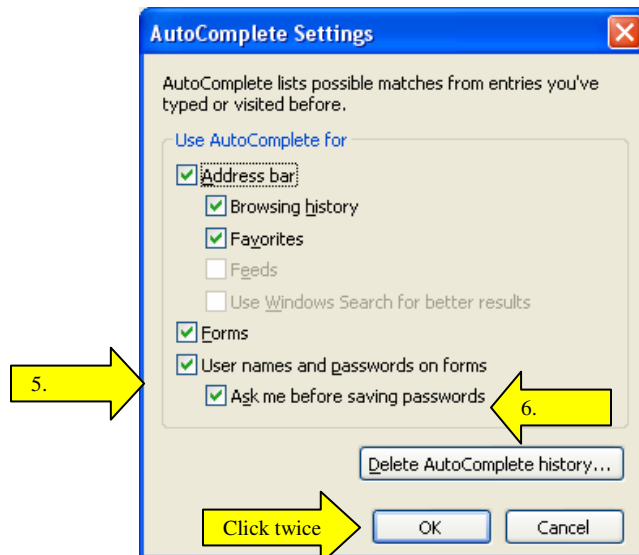 AutoComplete Settings
AutoComplete lists possible matches from entries you've
typed or visited before.
Use AutoComplete for
Address bar
Browsing history
Favorites
Feeds
Use Windows Search for better results
Forms
User names and passwords on forms
5.
Ask me before saving passwords
6.
Delete AutoComplete history...
Click twice
OK
Cancel